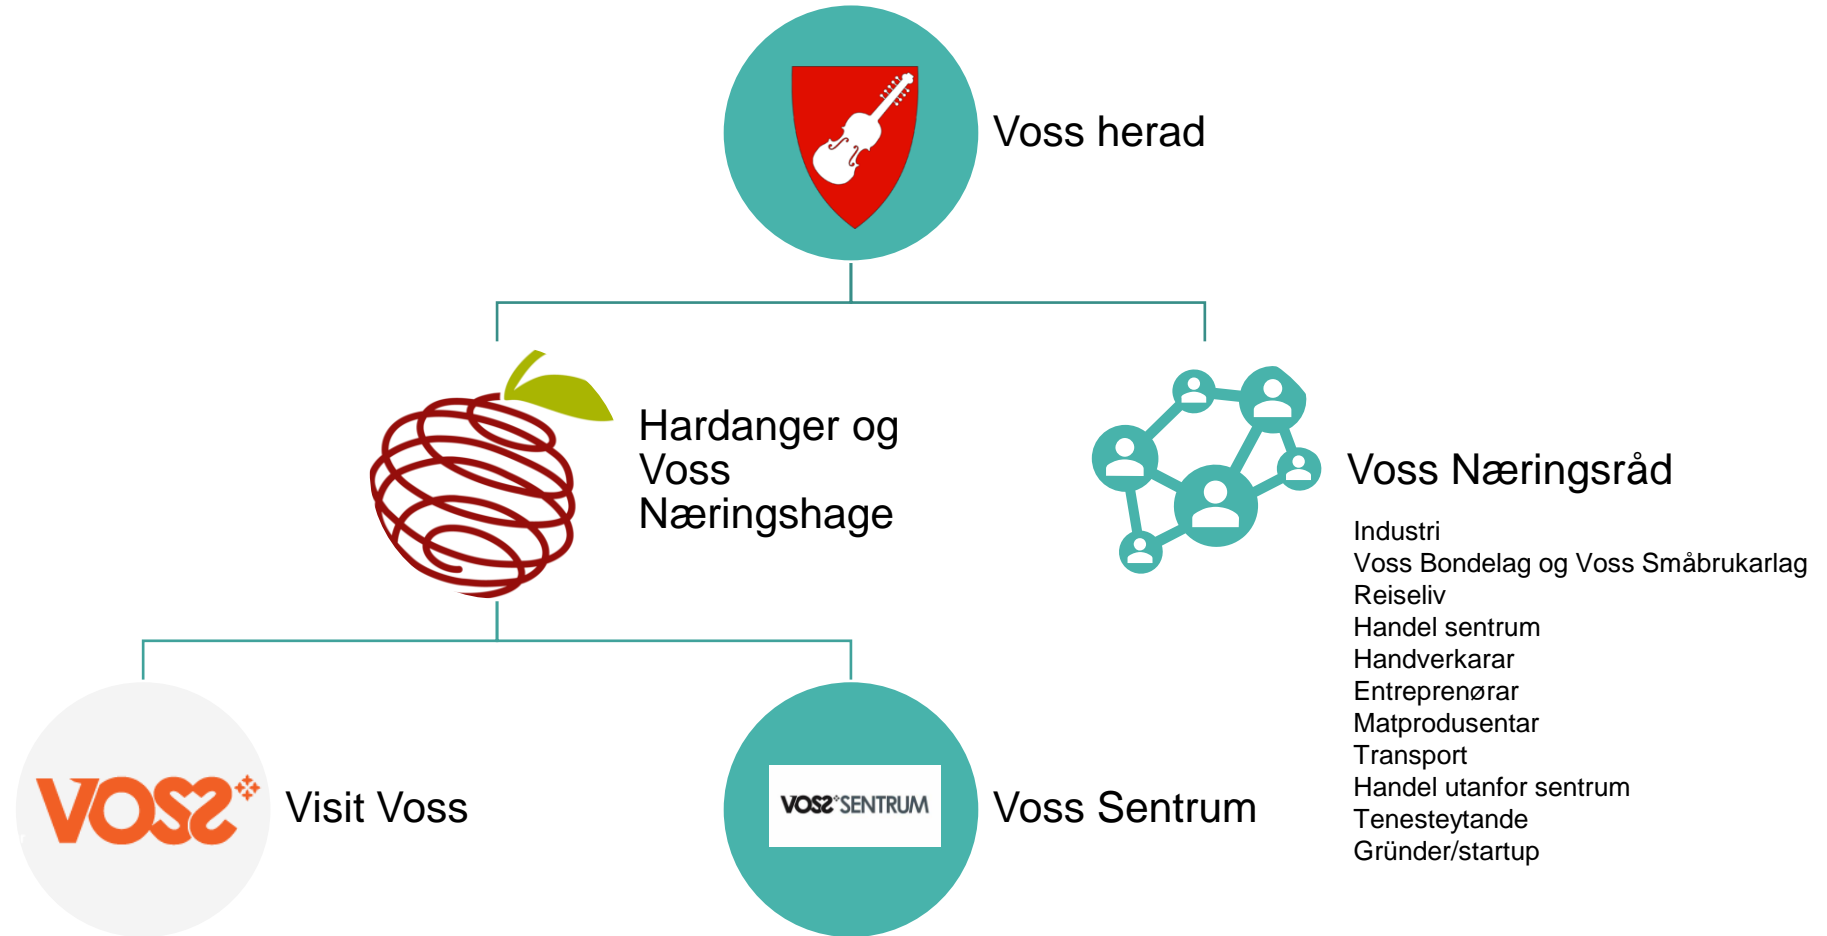 Voss herad
Hardanger og
Voss
Næringshage
Voss Næringsråd
Industri
Voss Bondelag og Voss Småbrukarlag
Reiseliv
Handel sentrum
Handverkarar
Entreprenørar
Matprodusentar
Transport
Handel utanfor sentrum
Tenesteytande
Gründer/startup
VOSS
Visit Voss
VOSS SENTRUM
Voss Sentrum